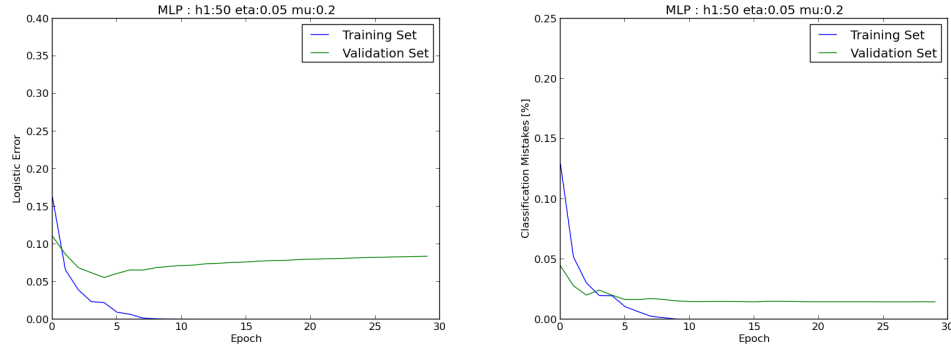 MLP : h1:50 eta:0.05 mu:0.2
0.40
0.35
0.30
0.25
0.20
0.15
0.10
0.05
0.00
Logistic Error
Training Set
Validation Set
0 5 10 15 20 25 30
Epoch
MLP : h1:50 eta:0.05 mu:0.2
0.25
0.20
0.15
0.10
0.05
0.00
Classification Mistakes [%]
Training Set
Validation Set
0 5 10 15 20 25 30
Epoch